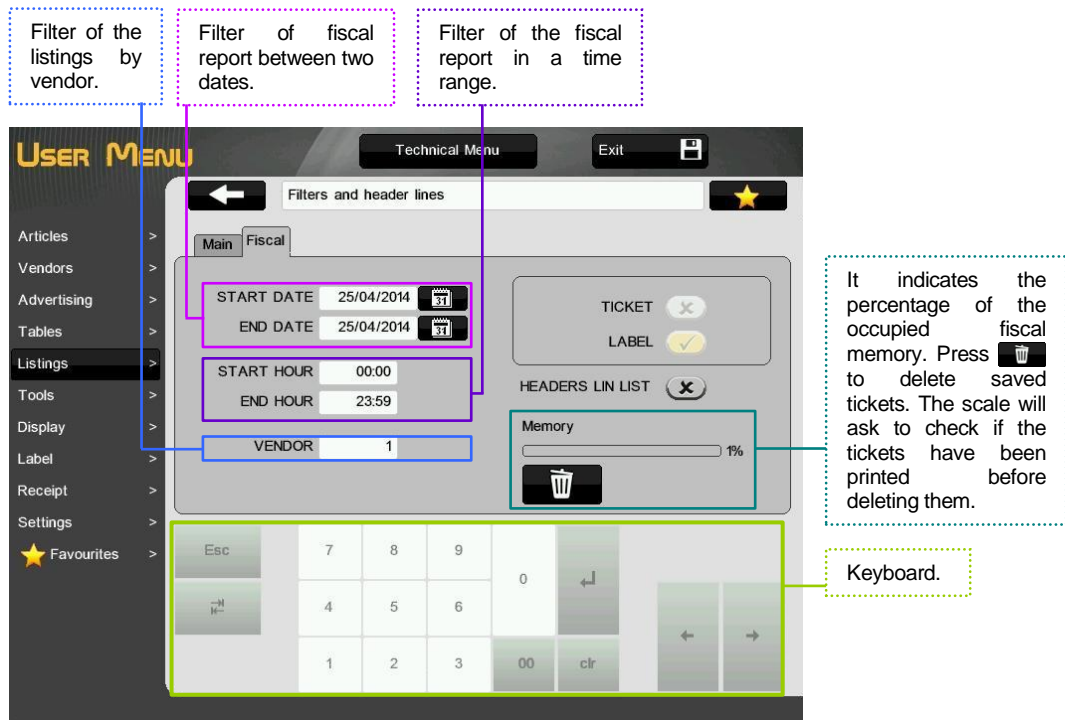 Filter of the
listings by
vendor.
Filter of fiscal
report between two
dates.
Filter of the fiscal
report in a time
range.
USER MENU
Technical Menu
Exit
Filters and header lines
Articles >
Vendors >
Advertising >
Tables >
Listings >
Tools >
Display >
Label >
Receipt >
Settings >
Favourites >
Main
Fiscal
START DATE 25/04/2014 31
END DATE 25/04/2014 31
START HOUR 00:00
END HOUR 23:59
VENDOR 1
TICKET
LABEL
HEADERS LIN LIST
Memory
1%
It indicates the
percentage of the
occupied fiscal
memory. Press
to delete saved
tickets. The scale will
ask to check if the
tickets have been
printed before
deleting them.
Esc 7 8 9
0
4 5 6
1 2 3 00 clr
Keyboard.